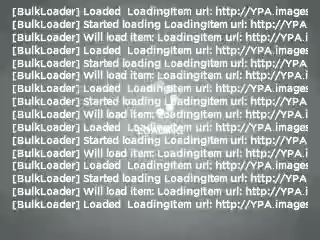 [BulkLoader] Loaded LoadingItem url: http://YPA.images
[BulkLoader] Started loading LoadingItem url: http://YPA
[BulkLoader] Will load item: LoadingItem url: http://YPA.i
[BulkLoader] Loaded LoadingItem url: http://YPA.images
[BulkLoader] Started loading LoadingItem url: http://YPA
[BulkLoader] Will load item: LoadingItem url: http://YPA.i
[BulkLoader] Loaded LoadingItem url: http://YPA.images
[BulkLoader] Started loading LoadingItem url: http://YPA
[BulkLoader] Will load item: LoadingItem url: http://YPA.i
[BulkLoader] Loaded LoadingItem url: http://YPA.images
[BulkLoader] Started loading LoadingItem url: http://YPA
[BulkLoader] Will load item: LoadingItem url: http://YPA.i
[BulkLoader] Loaded LoadingItem url: http://YPA.images
[BulkLoader] Started loading LoadingItem url: http://YPA
[BulkLoader] Will load item: LoadingItem url: http://YPA.i
[BulkLoader] Loaded LoadingItem url: http://YPA.images